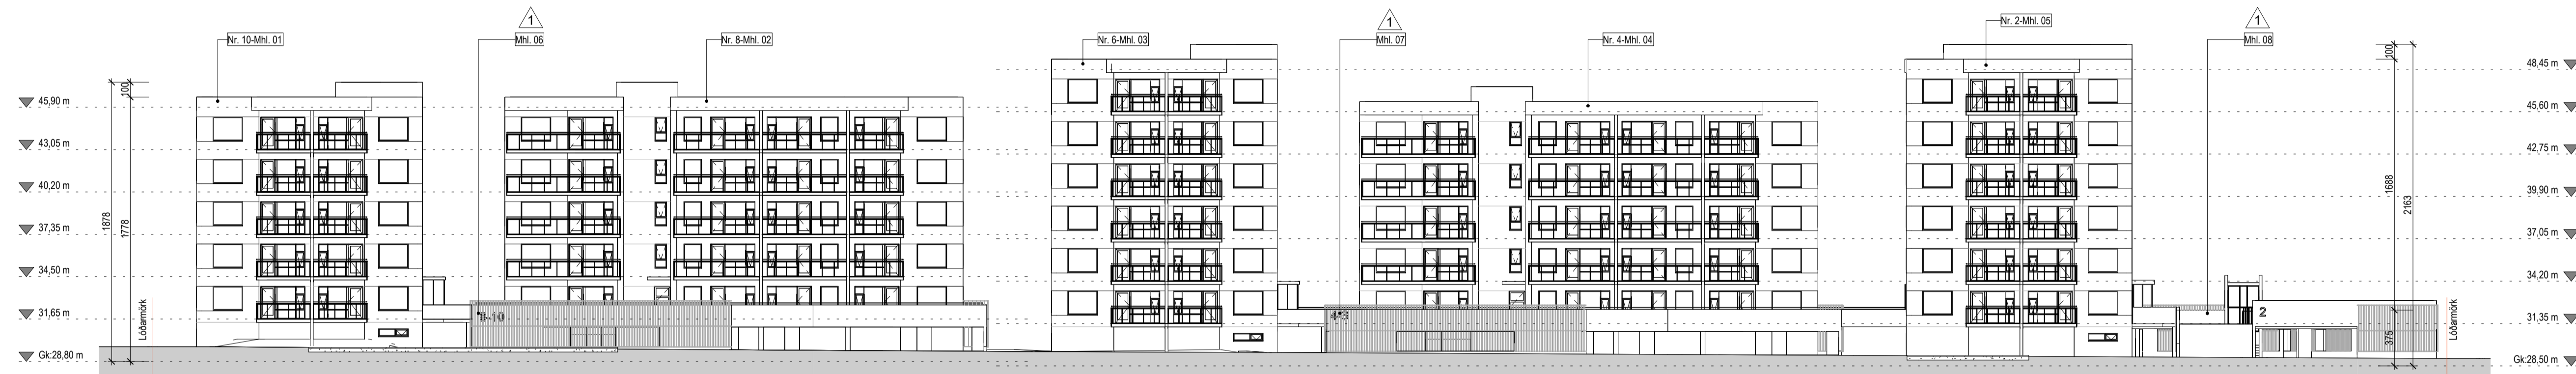 1
1
1
Nr. 10-Mhl. 01
Mhl. 06
Nr. 8-Mhl. 02
Nr. 6-Mhl. 03
Mhl. 07
Nr. 4-Mhl. 04
Nr. 2-Mhl. 05
Mhl. 08
45,90 m
43,05 m
40,20 m
37,35 m
34,50 m
31,65 m
Gk:28,80 m
100
1878
1778
Lóðarmörk
8-10
4-6
2
100
1688
2163
375
Lóðarmörk
48,45 m
45,60 m
42,75 m
39,90 m
37,05 m
34,20 m
31,35 m
Gk:28,50 m